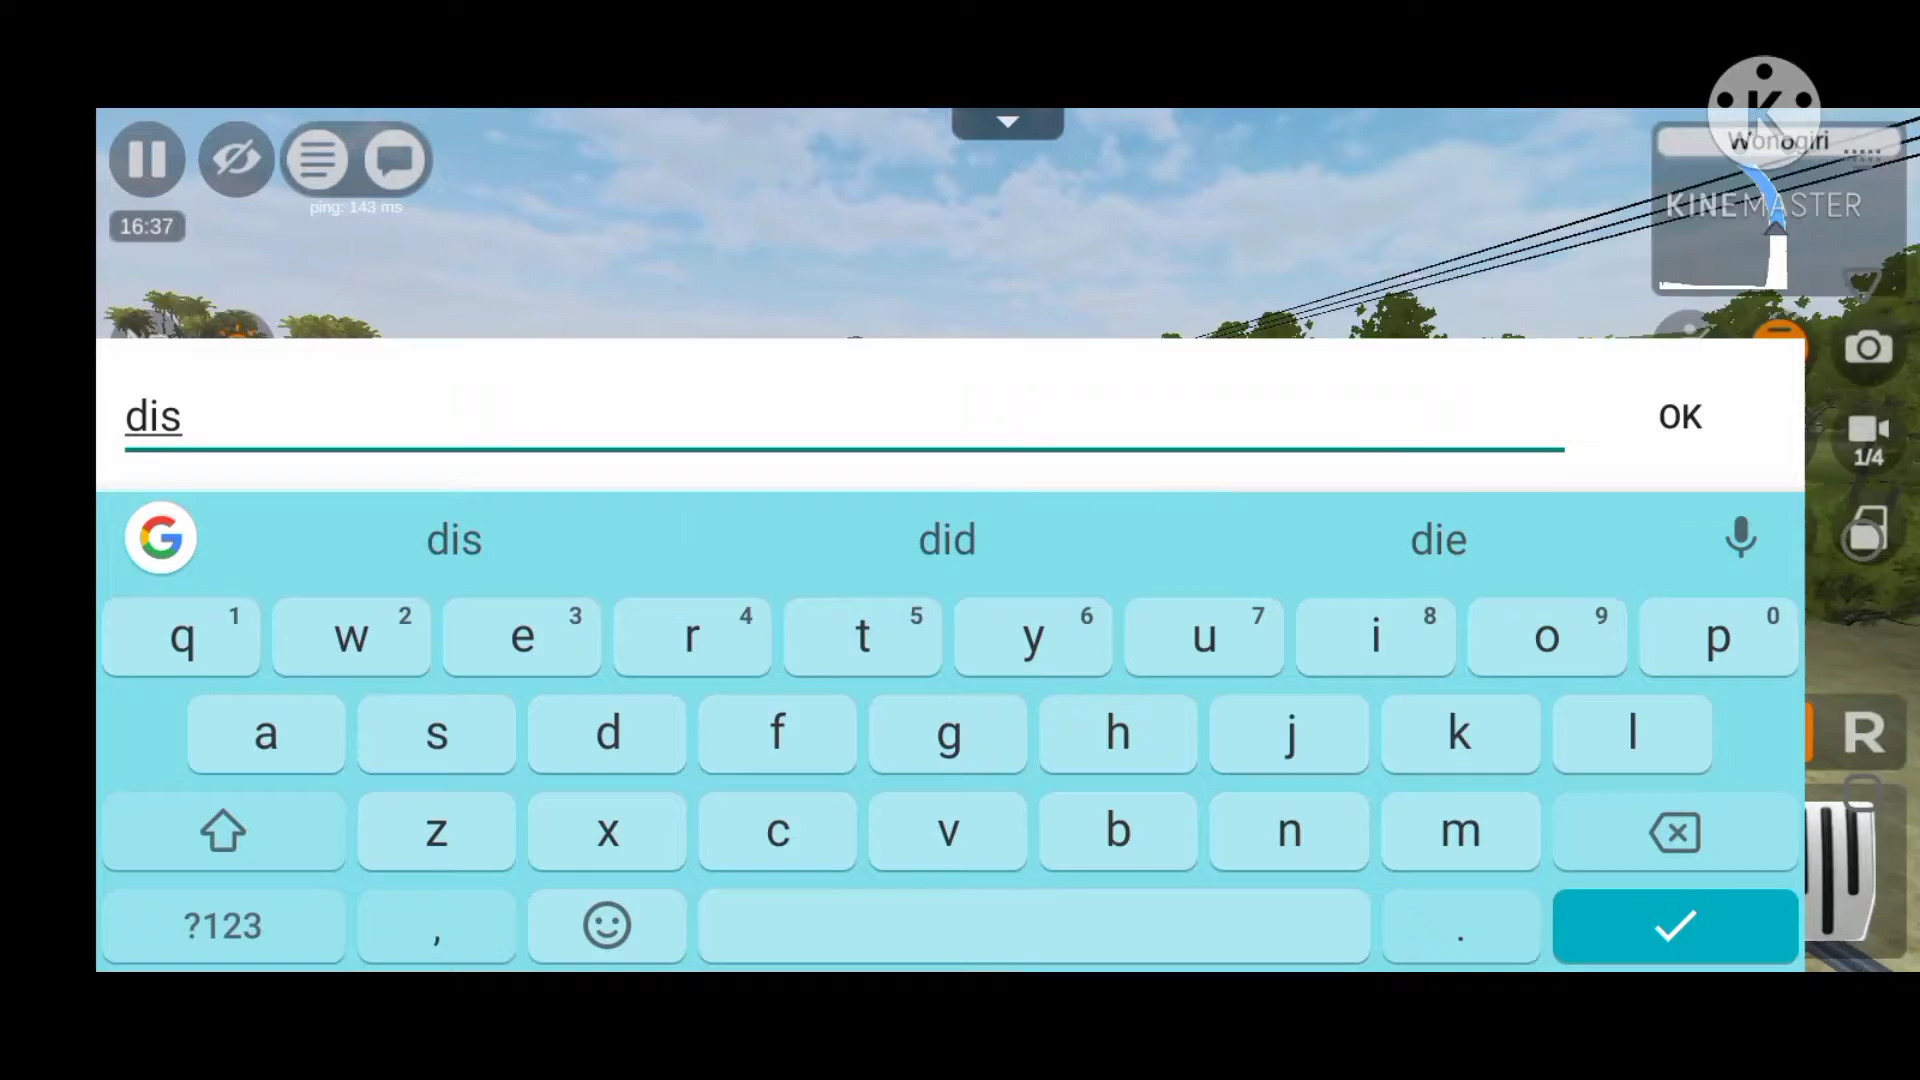 K
Wonogiri
KINEMASTER
ping: 143 ms
16:37
dis
OK
1/4
G
dis did die
q 1 w 2 e 3 r 4 t 5 y 6 u 7 i 8 o 9 p 0
a s d f g h j k l
R
z x c v b n m
?123 , .